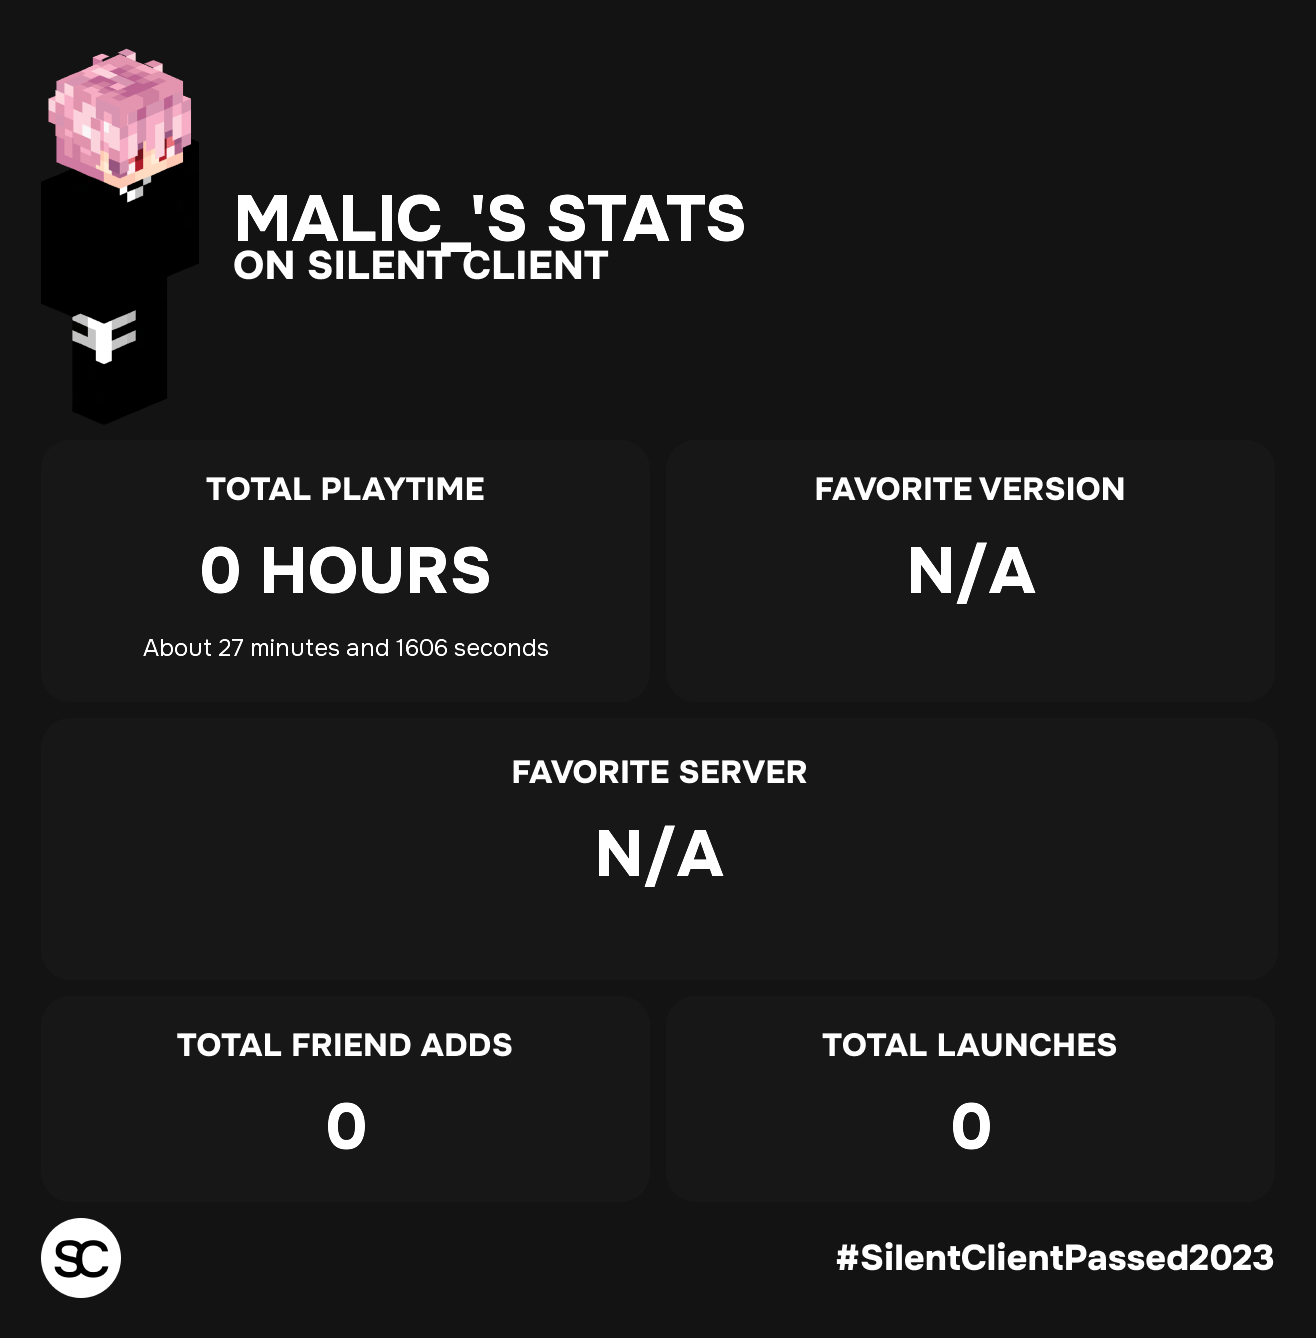 MALIC_'S STATS
ON SILENT CLIENT
TOTAL PLAYTIME
0 HOURS
About 27 minutes and 1606 seconds
FAVORITE VERSION
N/A
FAVORITE SERVER
N/A
TOTAL FRIEND ADDS
0
TOTAL LAUNCHES
0
SC
#SilentClientPassed2023